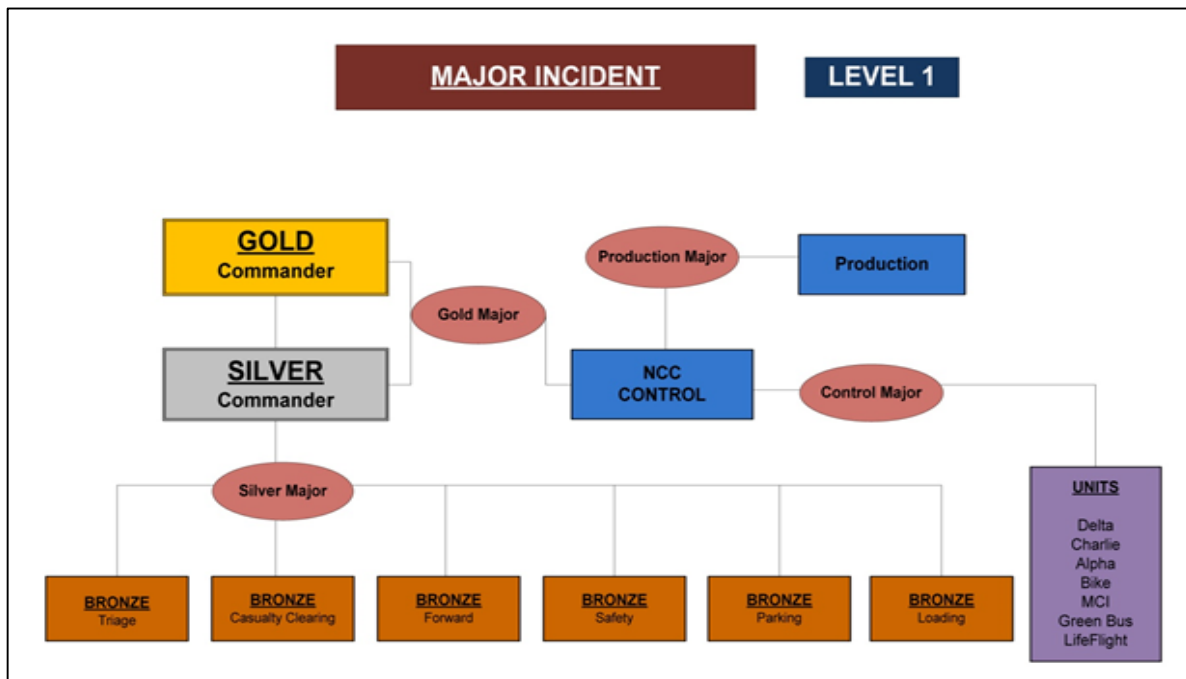 MAJOR INCIDENT
LEVEL 1
GOLD
Commander
Production Major
Production
Gold Major
SILVER
Commander
NCC
CONTROL
Control Major
Silver Major
BRONZE
Triage
BRONZE
Casualty Clearing
BRONZE
Forward
BRONZE
Safety
BRONZE
Parking
BRONZE
Loading
UNITS
Delta
Charlie
Alpha
Bike
MCI
Green Bus
LifeFlight